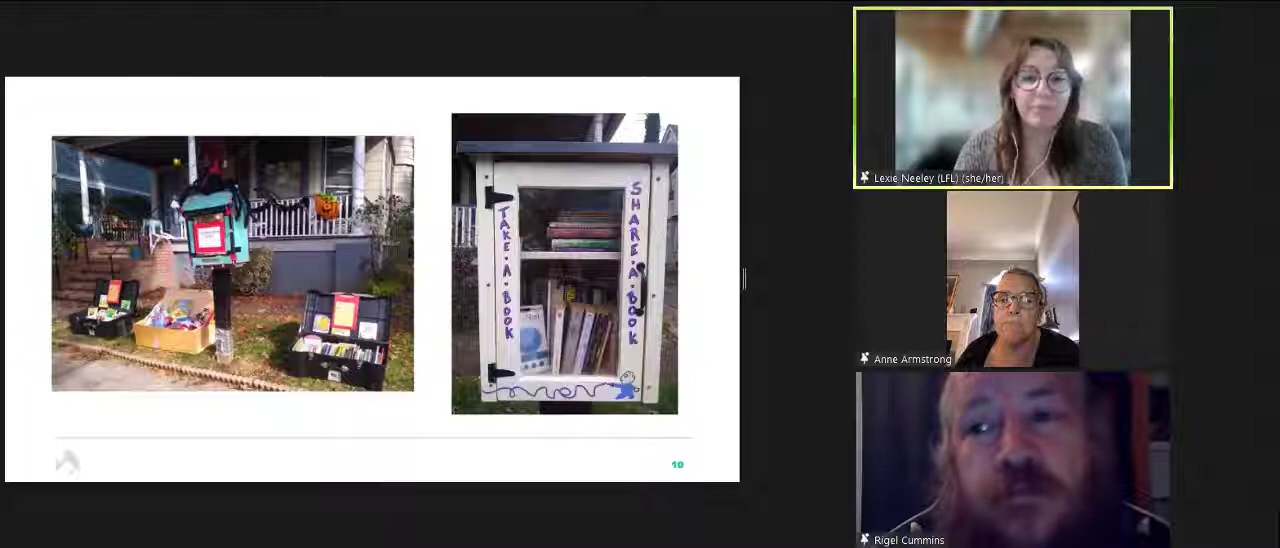 TAKE·A·BOOK
SHARE·A·BOOK
10
Lexie Neeley (LFL) (she/her)
Anne Armstrong
Rigel Cummins